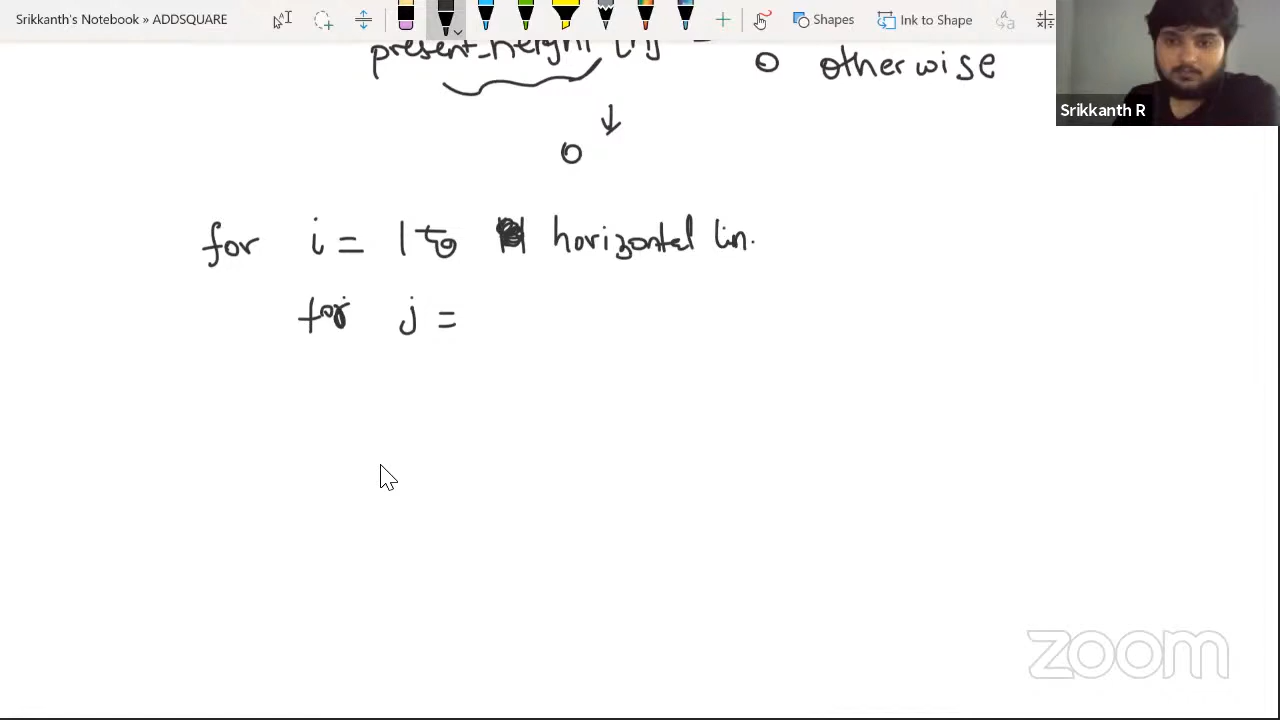 Srikkanth's Notebook » ADDSQUARE
Shapes
Ink to Shape
Srikkanth R
present_height [i] =
0 otherwise
0
for i = 1 to horizontal lin.
for j =
zoom